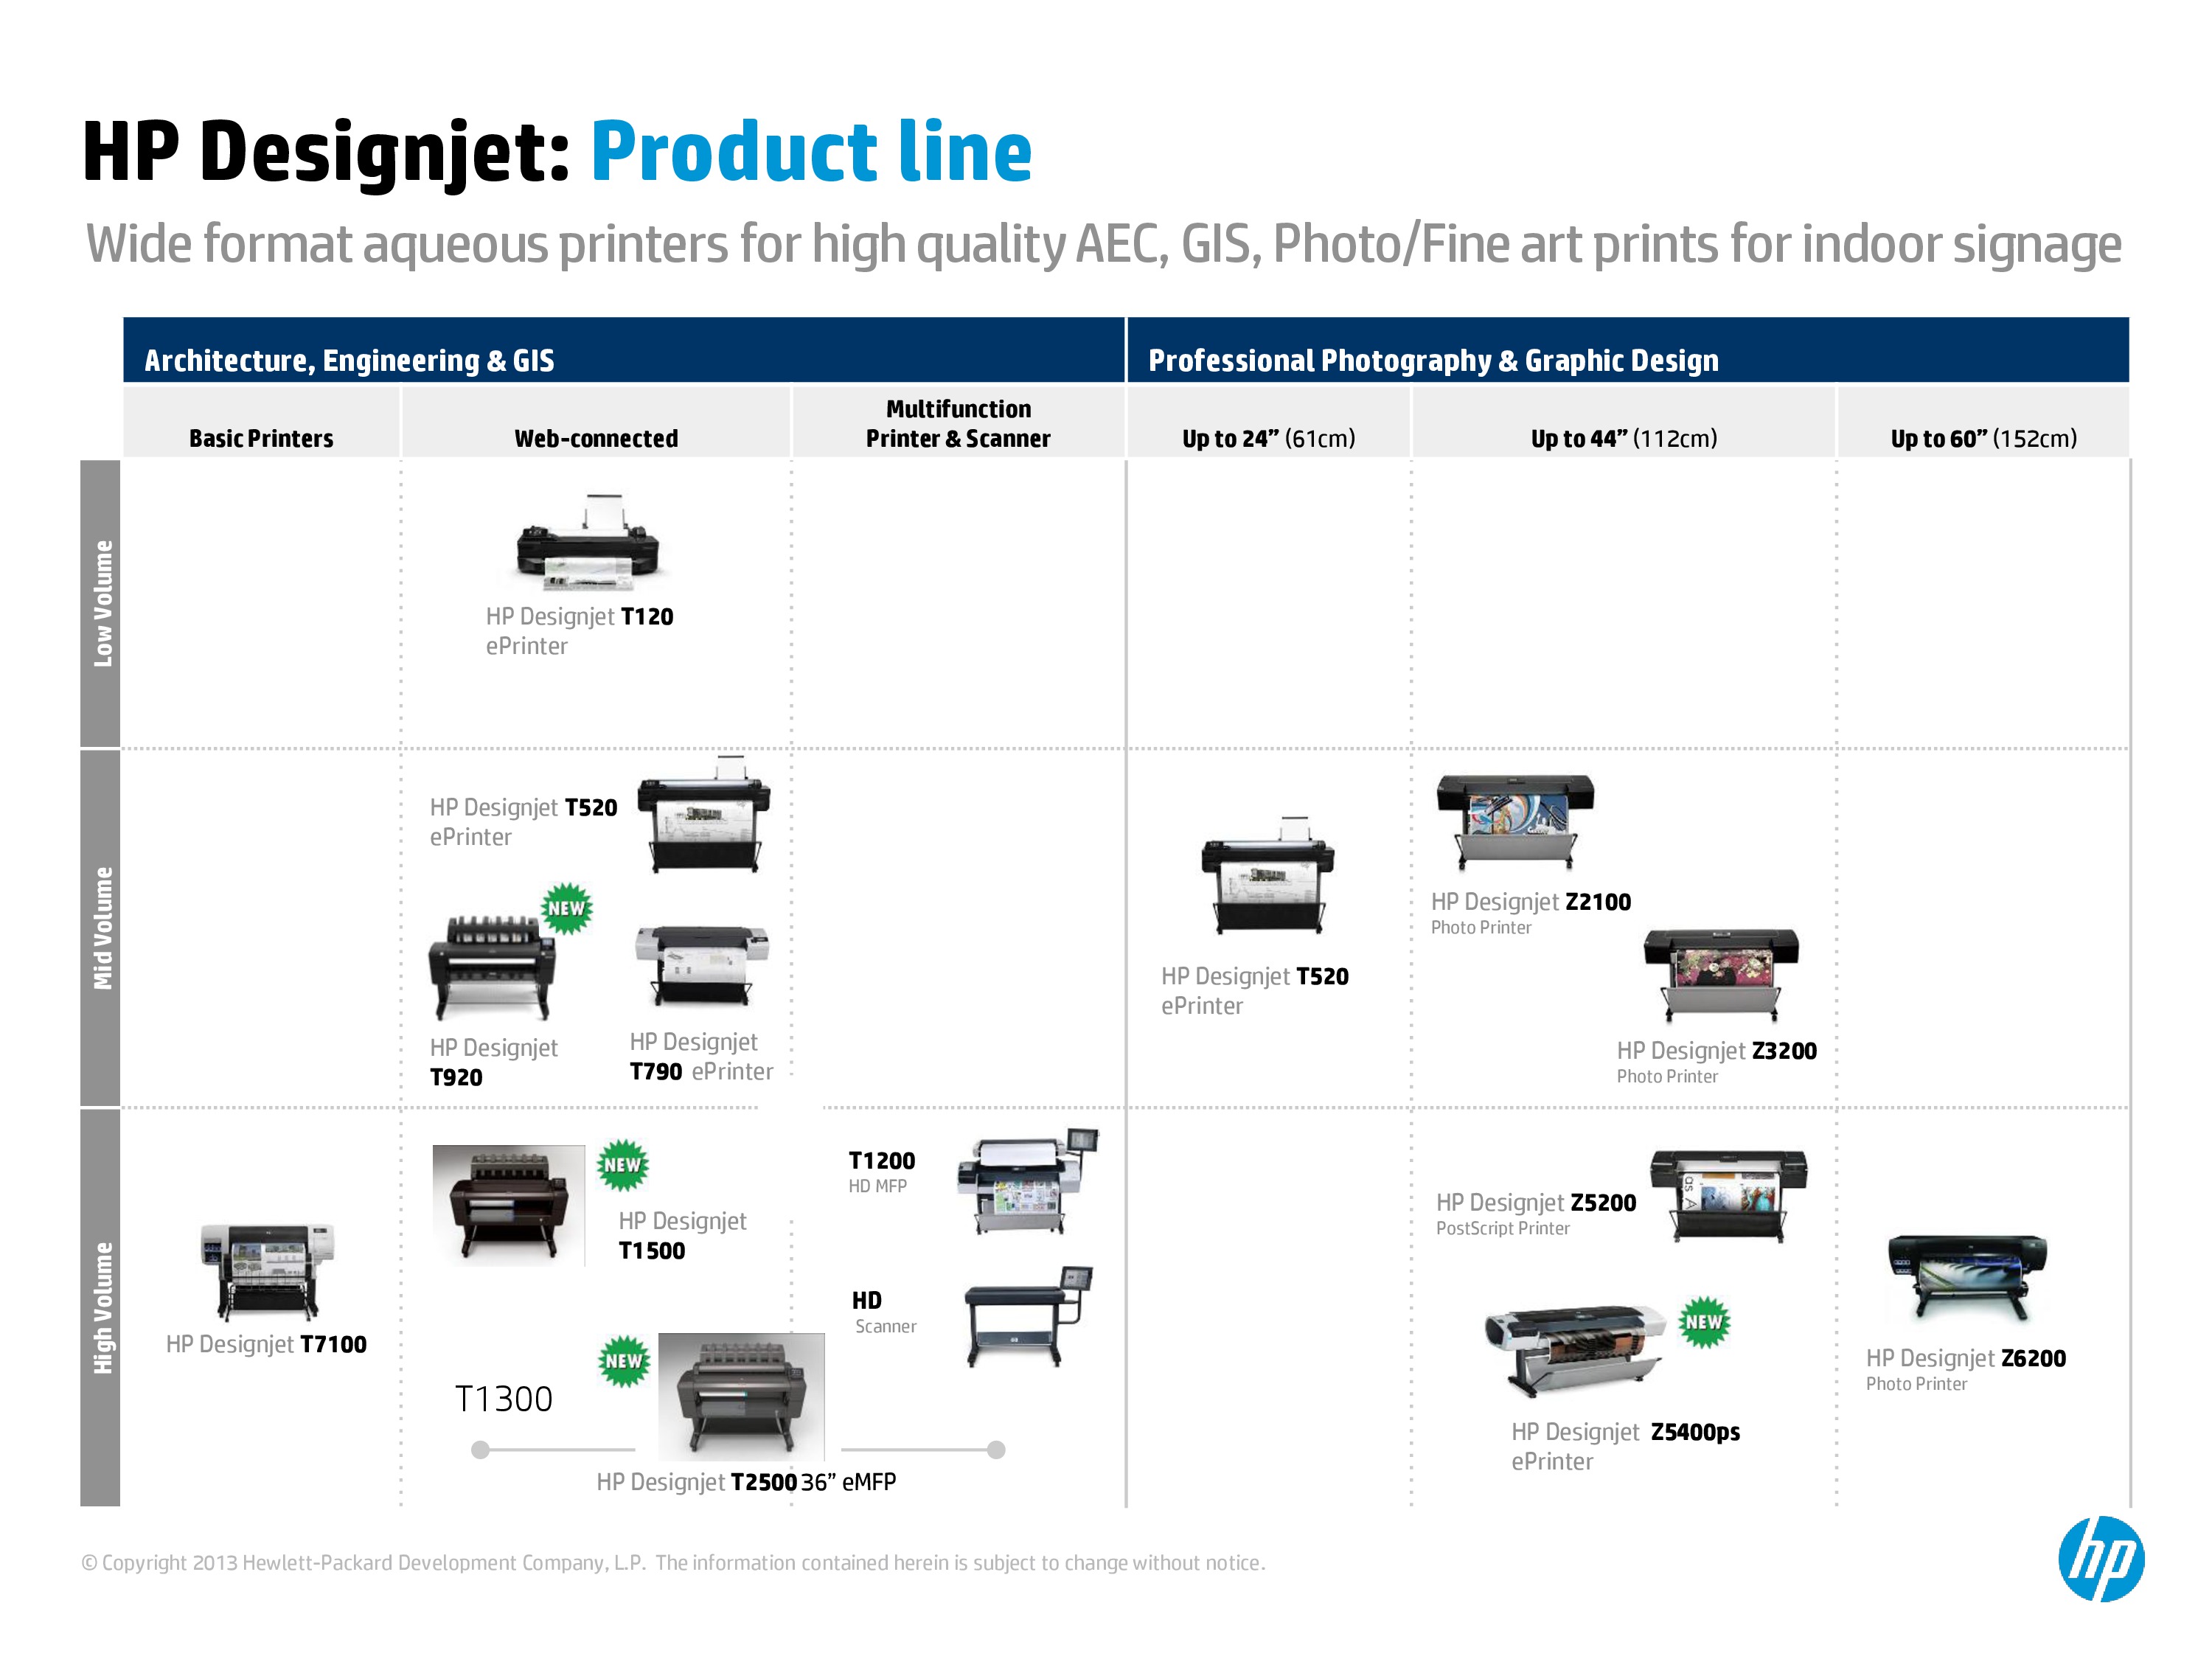 HP Designjet: Product line
Wide format aqueous printers for high quality AEC, GIS, Photo/Fine art prints for indoor signage
Architecture, Engineering & GIS
Professional Photography & Graphic Design
Basic Printers
Web-connected
Multifunction
Printer & Scanner
Up to 24” (61cm)
Up to 44” (112cm)
Up to 60” (152cm)
Low Volume
HP Designjet T120
ePrinter
Mid Volume
HP Designjet T520
ePrinter
NEW
HP Designjet
T920
HP Designjet
T790 ePrinter
HP Designjet T520
ePrinter
HP Designjet Z2100
Photo Printer
HP Designjet Z3200
Photo Printer
High Volume
HP Designjet T7100
NEW
HP Designjet
T1500
T1200
HD MFP
HD
Scanner
NEW
T1300
HP Designjet T2500 36” eMFP
HP Designjet Z5200
PostScript Printer
NEW
HP Designjet Z5400ps
ePrinter
HP Designjet Z6200
Photo Printer
© Copyright 2013 Hewlett-Packard Development Company, L.P. The information contained herein is subject to change without notice.
hp